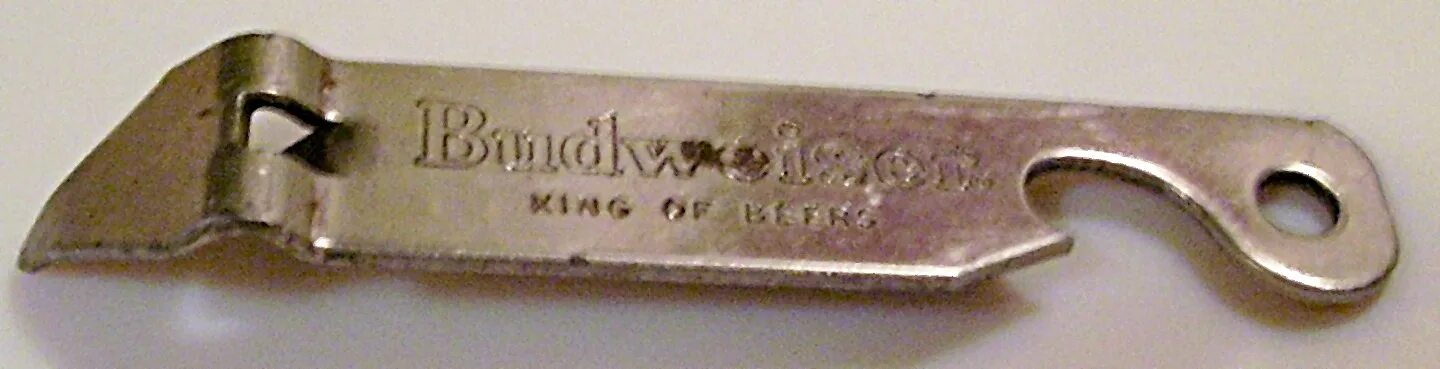 Budweiser
KING OF BEERS